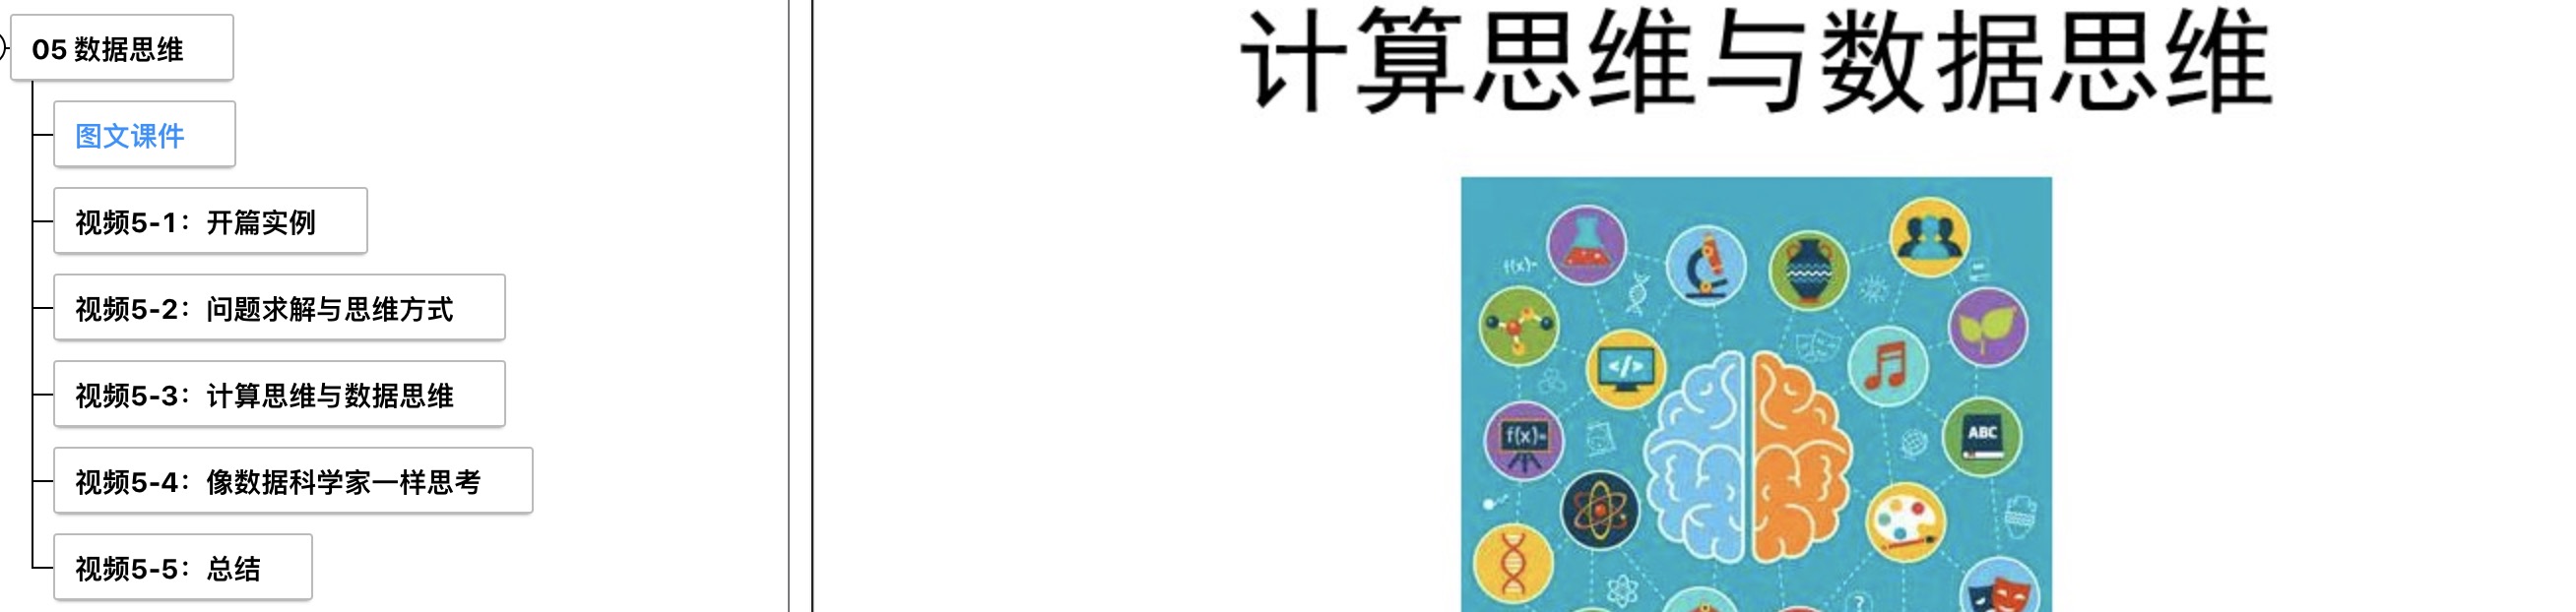 05 数据思维
图文课件
视频5-1：开篇实例
视频5-2：问题求解与思维方式
视频5-3：计算思维与数据思维
视频5-4：像数据科学家一样思考
视频5-5：总结
计算思维与数据思维
f(x)=
</>
f(x)=
ABC
?